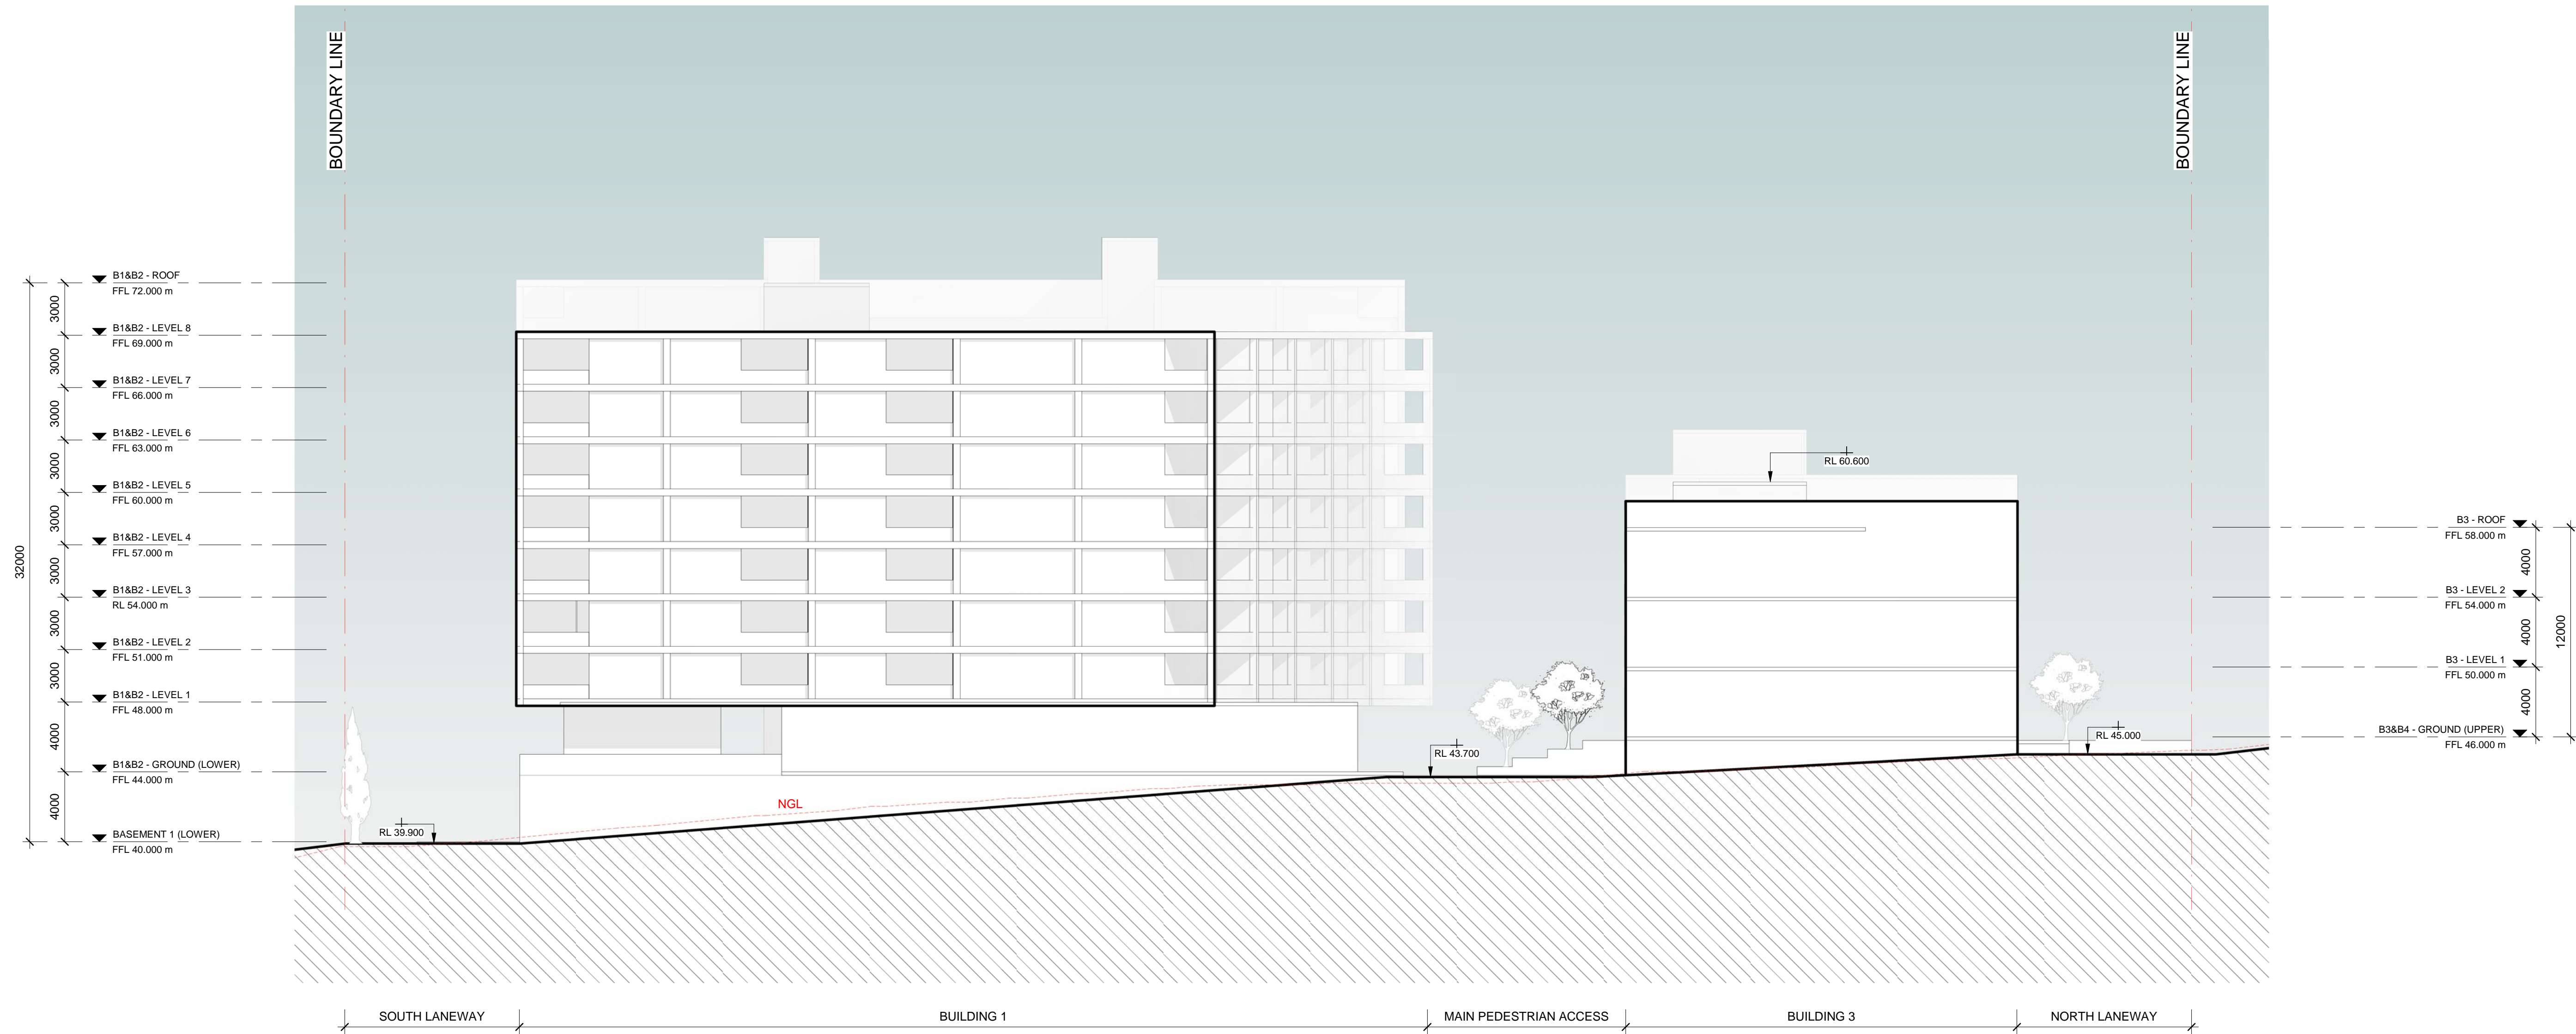 BOUNDARY LINE
BOUNDARY LINE
B1&B2 - ROOF
FFL 72.000 m
3000
B1&B2 - LEVEL 8
FFL 69.000 m
3000
B1&B2 - LEVEL 7
FFL 66.000 m
3000
B1&B2 - LEVEL 6
FFL 63.000 m
3000
B1&B2 - LEVEL 5
FFL 60.000 m
3000
B1&B2 - LEVEL 4
FFL 57.000 m
3000
B1&B2 - LEVEL 3
RL 54.000 m
3000
B1&B2 - LEVEL 2
FFL 51.000 m
3000
B1&B2 - LEVEL 1
FFL 48.000 m
4000
B1&B2 - GROUND (LOWER)
FFL 44.000 m
4000
BASEMENT 1 (LOWER)
FFL 40.000 m
32000
RL 39.900
NGL
RL 43.700
RL 60.600
RL 45.000
B3 - ROOF
FFL 58.000 m
4000
B3 - LEVEL 2
FFL 54.000 m
4000
B3 - LEVEL 1
FFL 50.000 m
4000
B3&B4 - GROUND (UPPER)
FFL 46.000 m
12000
SOUTH LANEWAY
BUILDING 1
MAIN PEDESTRIAN ACCESS
BUILDING 3
NORTH LANEWAY